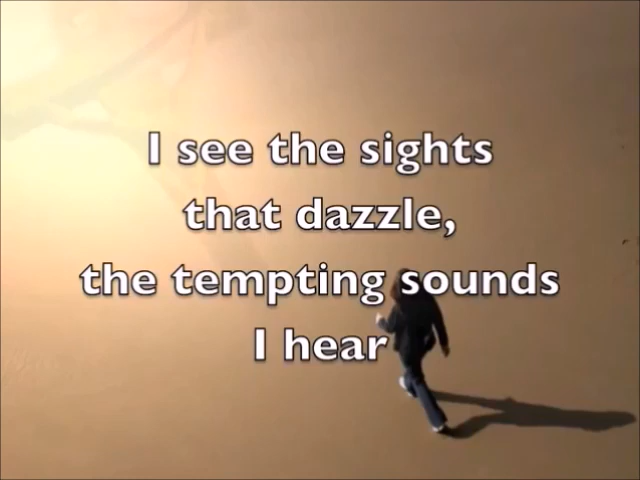 I see the sights
that dazzle,
the tempting sounds
I hear